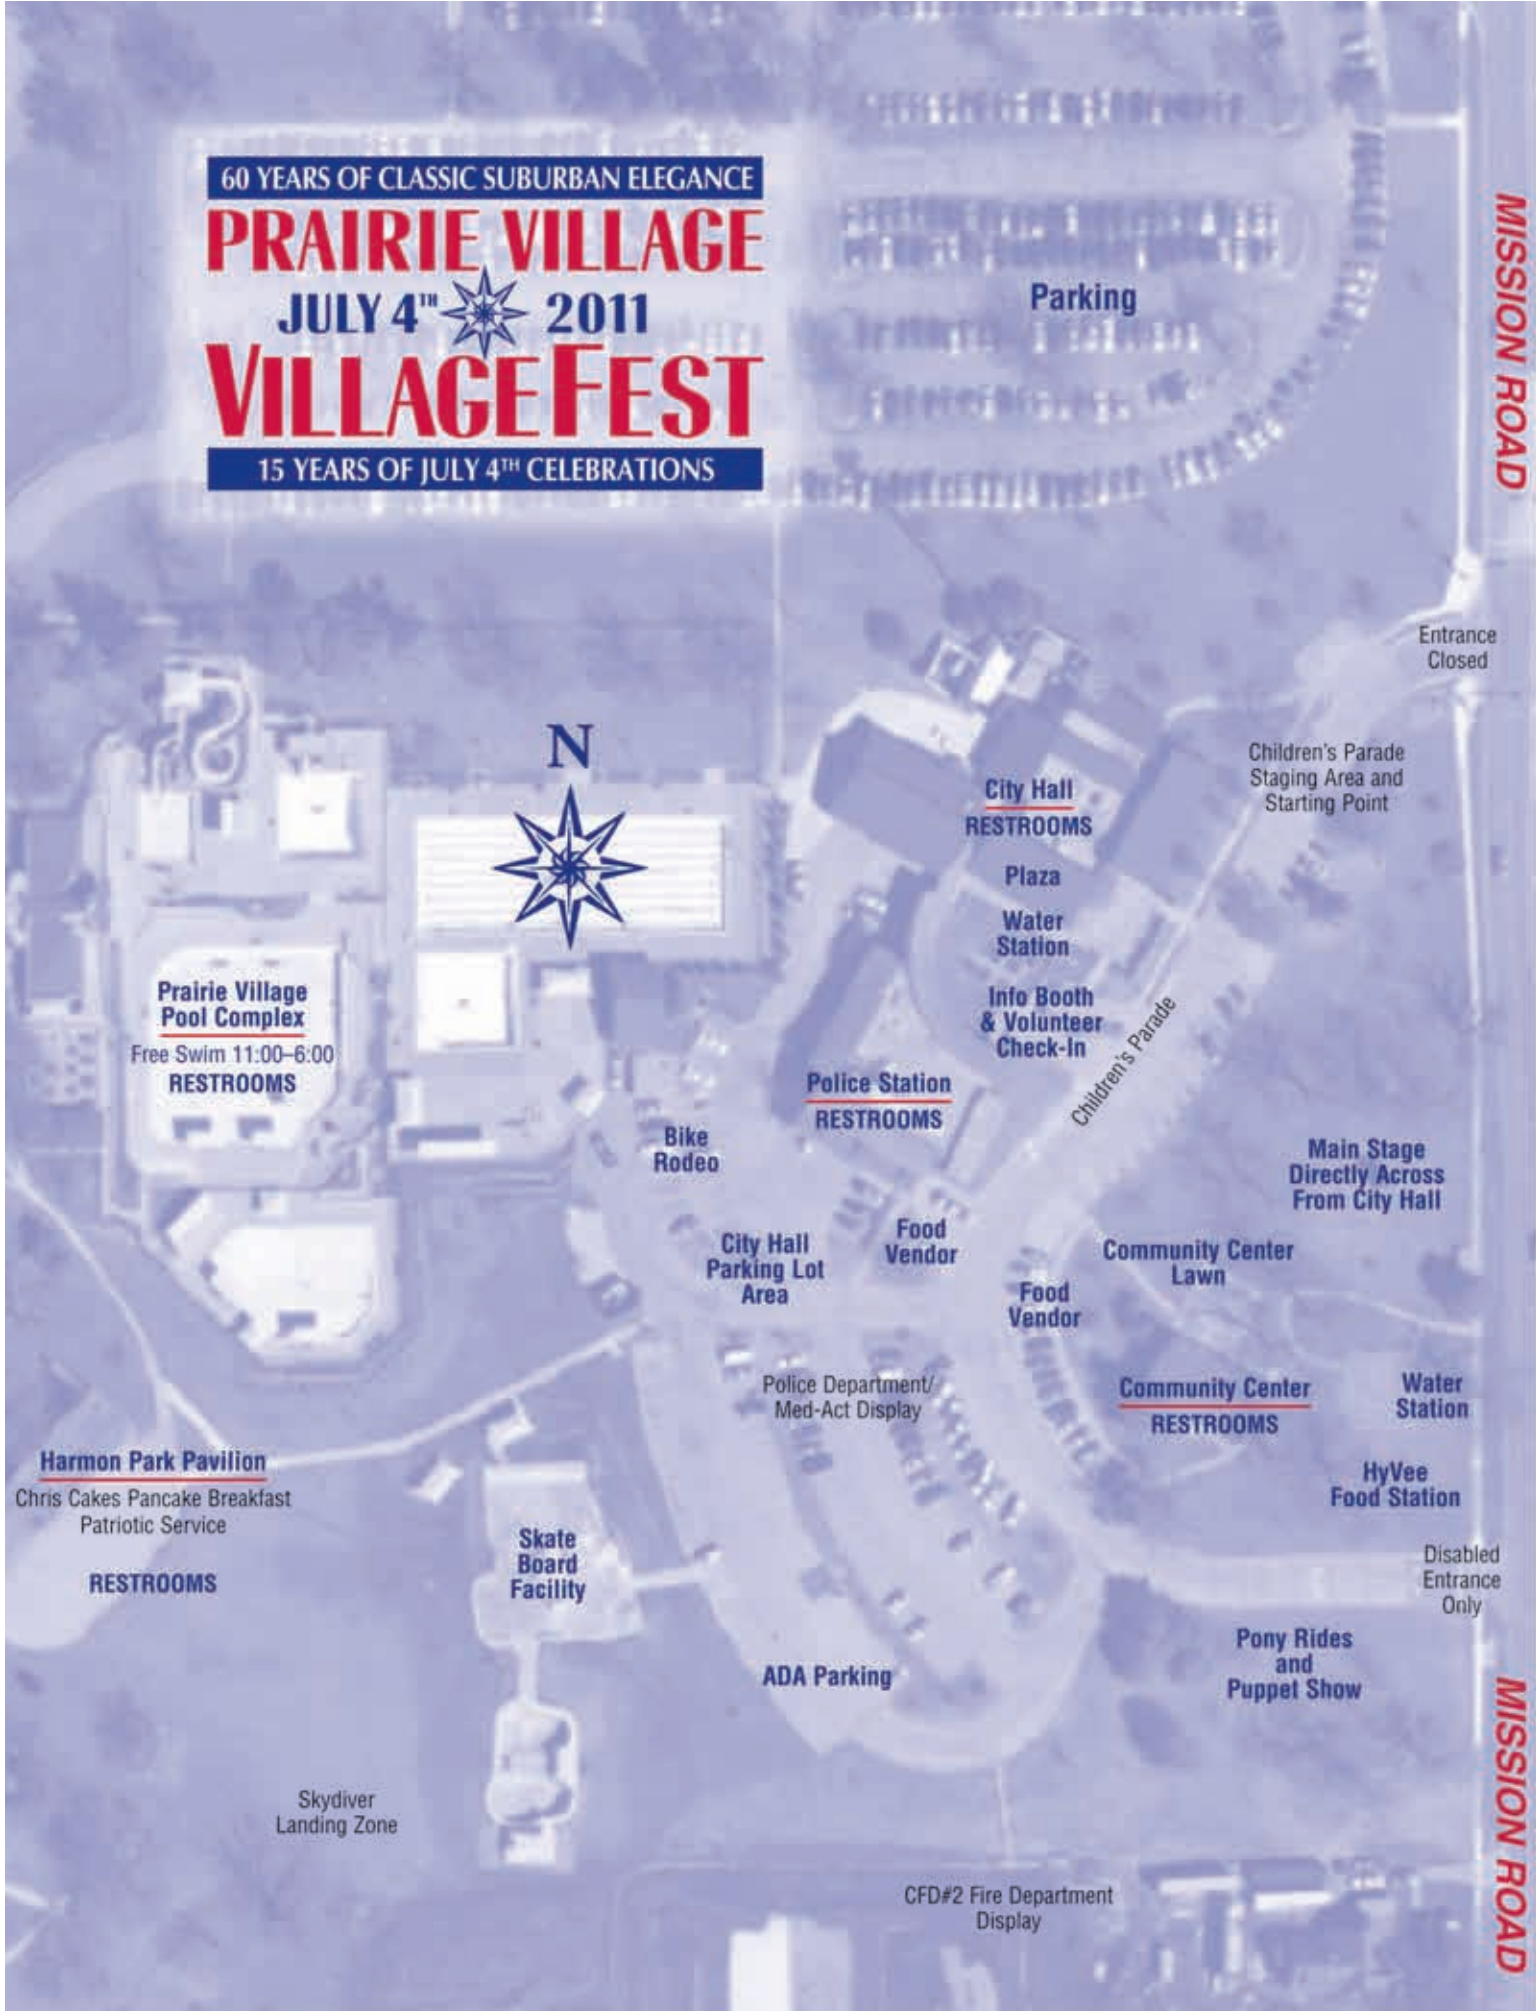 60 YEARS OF CLASSIC SUBURBAN ELEGANCE
PRAIRIE VILLAGE
JULY 4TH 2011
VILLAGEFEST
15 YEARS OF JULY 4TH CELEBRATIONS
Parking
MISSION ROAD
Entrance
Closed
N
Children's Parade
Staging Area and
Starting Point
City Hall
RESTROOMS
Plaza
Water
Station
Info Booth
& Volunteer
Check-In
Children's Parade
Prairie Village
Pool Complex
Free Swim 11:00–6:00
RESTROOMS
Police Station
RESTROOMS
Bike
Rodeo
Main Stage
Directly Across
From City Hall
City Hall
Parking Lot
Area
Food
Vendor
Community Center
Lawn
Food
Vendor
Police Department/
Med-Act Display
Community Center
RESTROOMS
Water
Station
Harmon Park Pavilion
Chris Cakes Pancake Breakfast
Patriotic Service
RESTROOMS
HyVee
Food Station
Skate
Board
Facility
Disabled
Entrance
Only
Pony Rides
and
Puppet Show
ADA Parking
MISSION ROAD
Skydiver
Landing Zone
CFD#2 Fire Department
Display